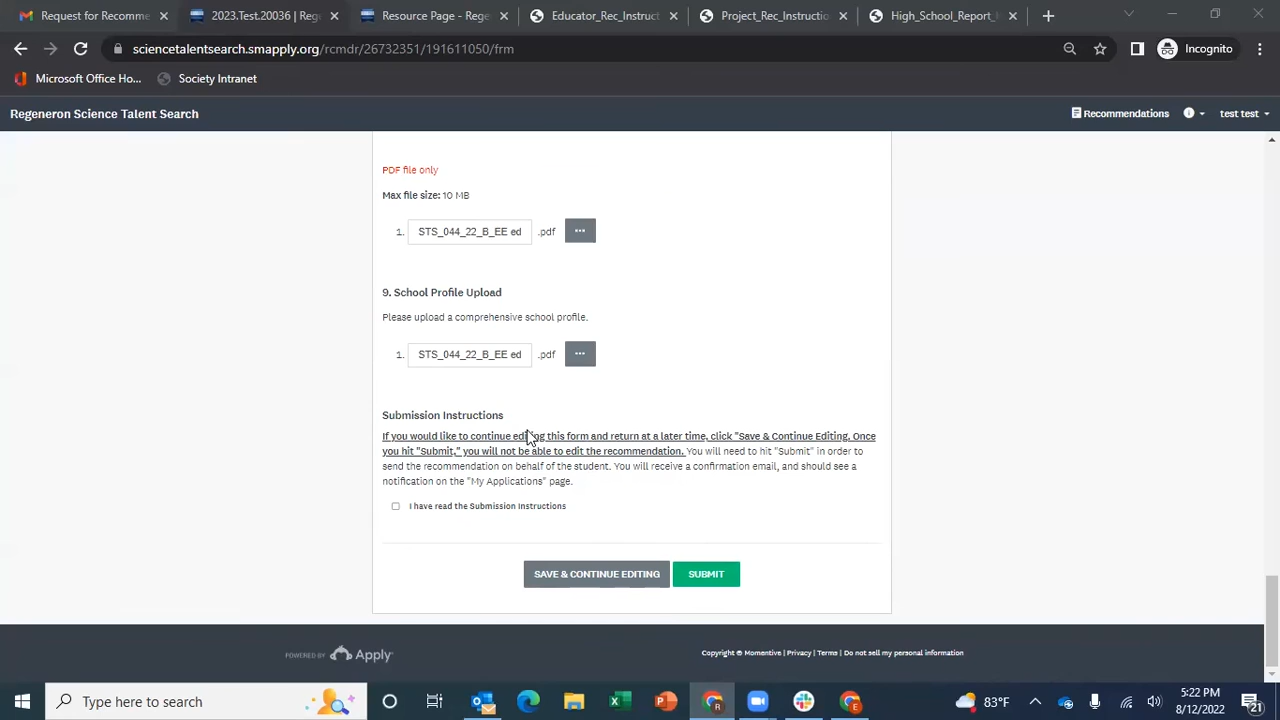 Request for Recomme
2023.Test.20036 | Reg
Resource Page - Rege
Educator_Rec_Instruct
Project_Rec_Instructio
High_School_Report_
sciencetalentsearch.smapply.org/rcmdr/26732351/191611050/frm
Incognito
Microsoft Office Ho...
Society Intranet
Regeneron Science Talent Search
Recommendations
test test
PDF file only
Max file size: 10 MB
1. STS_044_22_B_EE ed .pdf ...
9. School Profile Upload
Please upload a comprehensive school profile.
1. STS_044_22_B_EE ed .pdf ...
Submission Instructions
If you would like to continue editing this form and return at a later time, click "Save & Continue Editing. Once
you hit "Submit," you will not be able to edit the recommendation. You will need to hit "Submit" in order to
send the recommendation on behalf of the student. You will receive a confirmation email, and should see a
notification on the "My Applications" page.
I have read the Submission Instructions
SAVE & CONTINUE EDITING
SUBMIT
POWERED BY Apply
Copyright © Momentive | Privacy | Terms | Do not sell my personal information
Type here to search
83°F
3:22 PM
8/12/2022
21